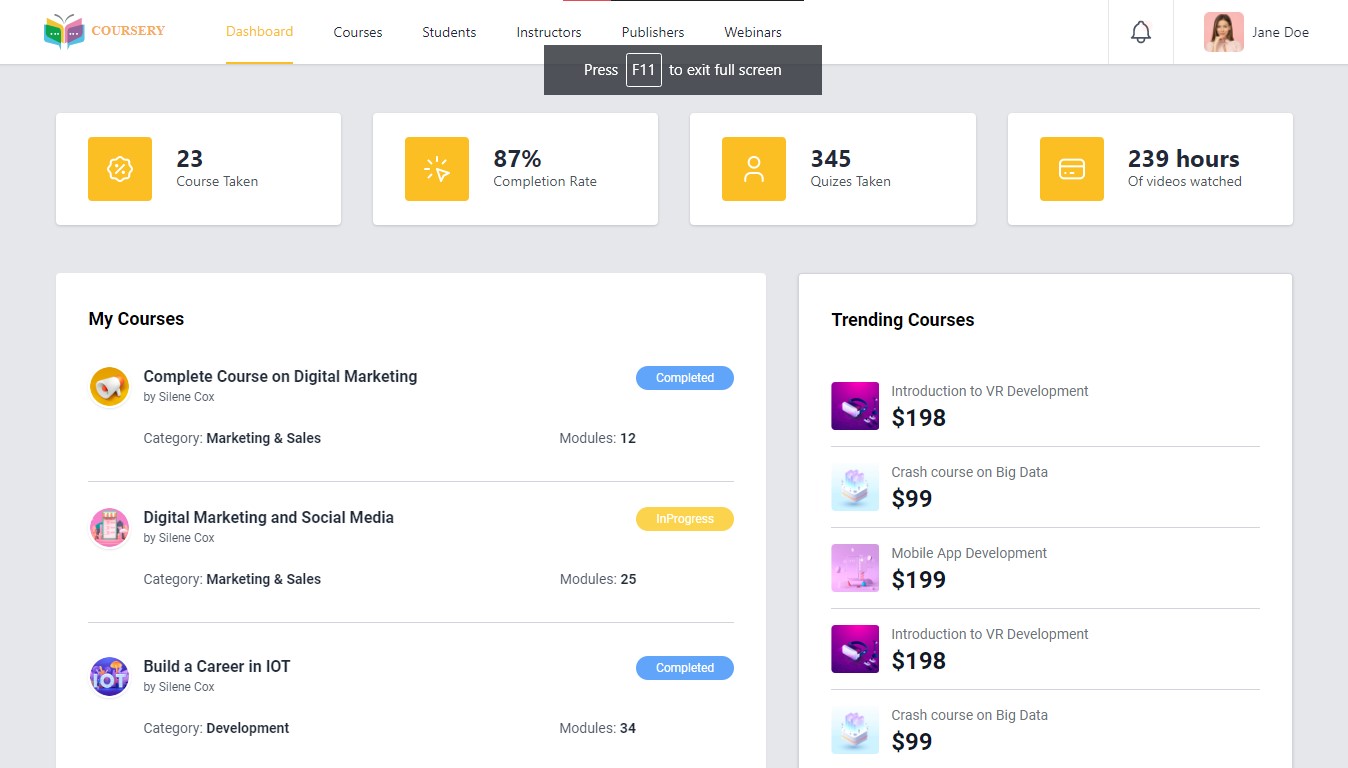 COURSERY
Dashboard
Courses
Students
Instructors
Publishers
Webinars
Jane Doe
Press F11 to exit full screen
23
Course Taken
87%
Completion Rate
345
Quizes Taken
239 hours
Of videos watched
My Courses
Complete Course on Digital Marketing
Completed
by Silene Cox
Category: Marketing & Sales
Modules: 12
Digital Marketing and Social Media
InProgress
by Silene Cox
Category: Marketing & Sales
Modules: 25
IOT
Build a Career in IOT
Completed
by Silene Cox
Category: Development
Modules: 34
Trending Courses
Introduction to VR Development
$198
Crash course on Big Data
$99
Mobile App Development
$199
Introduction to VR Development
$198
Crash course on Big Data
$99